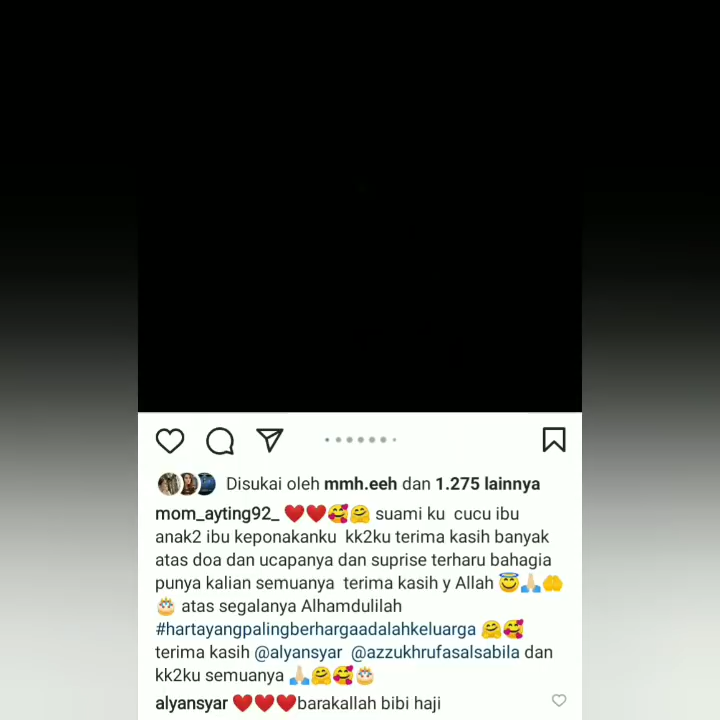 Disukai oleh mmh.eeh dan 1.275 lainnya
mom_ayting92_ ❤️❤️🥰🤗 suami ku cucu ibu
anak2 ibu keponakanku kk2ku terima kasih banyak
atas doa dan ucapanya dan suprise terharu bahagia
punya kalian semuanya terima kasih y Allah 😇🙏🏻🤲
🎂 atas segalanya Alhamdulilah
#hartayangpalingberhargaadalahkeluarga 🤗🥰
terima kasih @alyansyar @azzukhrufasalsabila dan
kk2ku semuanya 🙏🏻🤗🥰🎂
alyansyar ❤️❤️❤️barakallah bibi haji